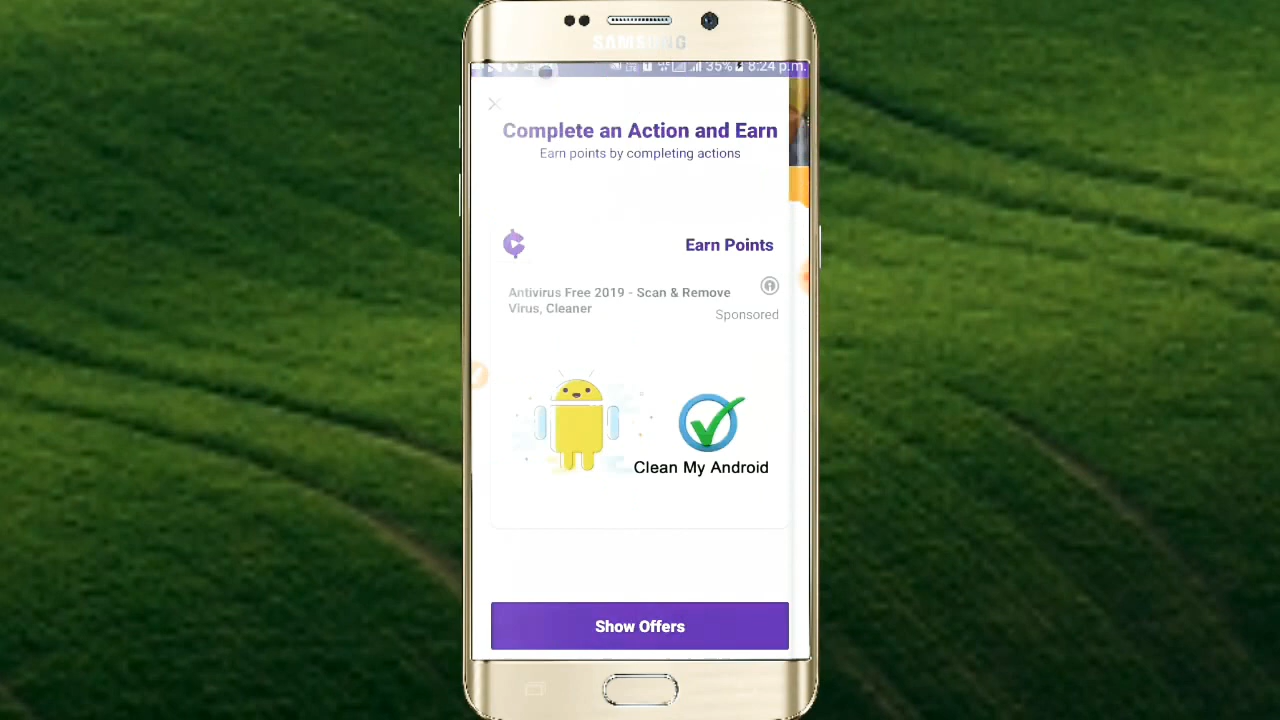 SAMSUNG
35% 8:24 p.m.
Complete an Action and Earn
Earn points by completing actions
Earn Points
Antivirus Free 2019 - Scan & Remove
Virus, Cleaner
Sponsored
Clean My Android
Show Offers